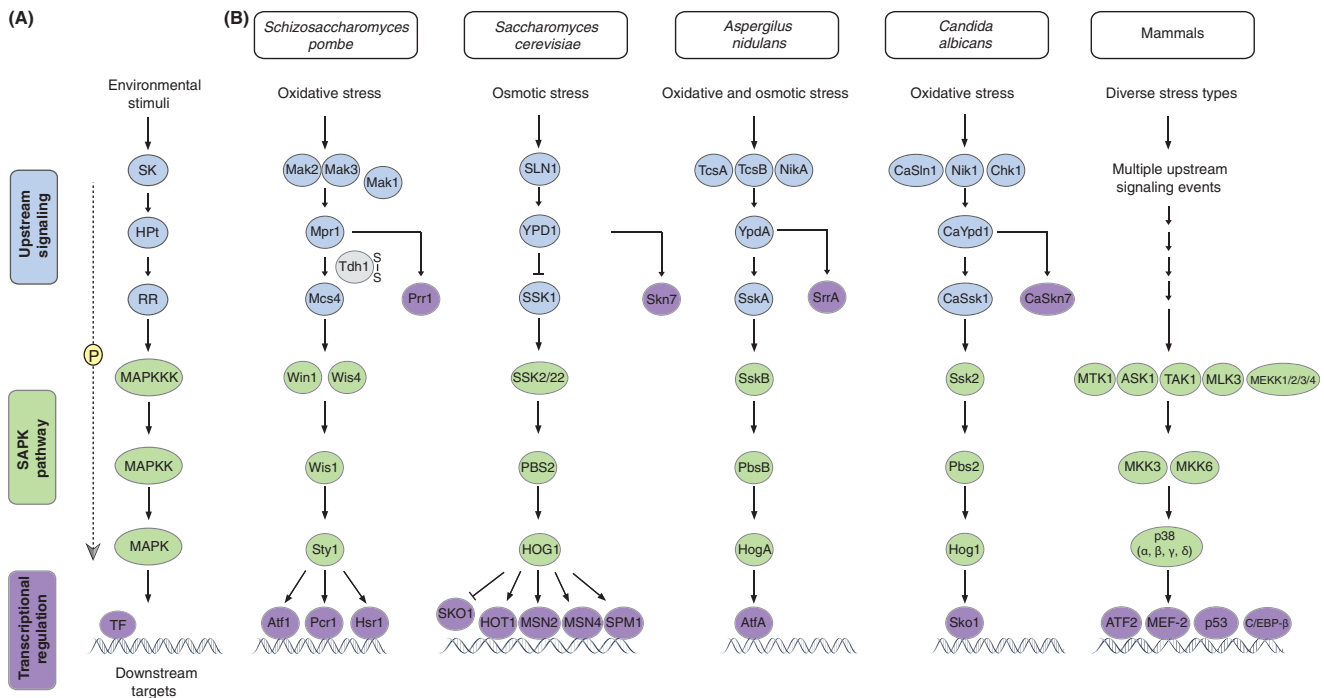 (A)
(B)
Schizosaccharomyces
pombe
Saccharomyces
cerevisiae
Aspergilus
nidulans
Candida
albicans
Mammals
Environmental
stimuli
Oxidative stress
Osmotic stress
Oxidative and osmotic stress
Oxidative stress
Diverse stress types
Upstream
signaling
SK
Mak2
Mak3
Mak1
SLN1
TcsA
TcsB
NikA
CaSln1
Nik1
Chk1
Multiple upstream
signaling events
HPt
Mpr1
YPD1
YpdA
CaYpd1
Tdh1
S
S
RR
Mcs4
Prr1
SSK1
Skn7
SskA
SrrA
CaSsk1
CaSkn7
P
SAPK
pathway
MAPKKK
Win1
Wis4
SSK2/22
SskB
Ssk2
MTK1
ASK1
TAK1
MLK3
MEKK1/2/3/4
MAPKK
Wis1
PBS2
PbsB
Pbs2
MKK3
MKK6
MAPK
Sty1
HOG1
HogA
Hog1
p38
(α, β, γ, δ)
Transcriptional
regulation
TF
Atf1
Pcr1
Hsr1
SKO1
HOT1
MSN2
MSN4
SPM1
AtfA
Sko1
ATF2
MEF-2
p53
C/EBP-β
Downstream
targets